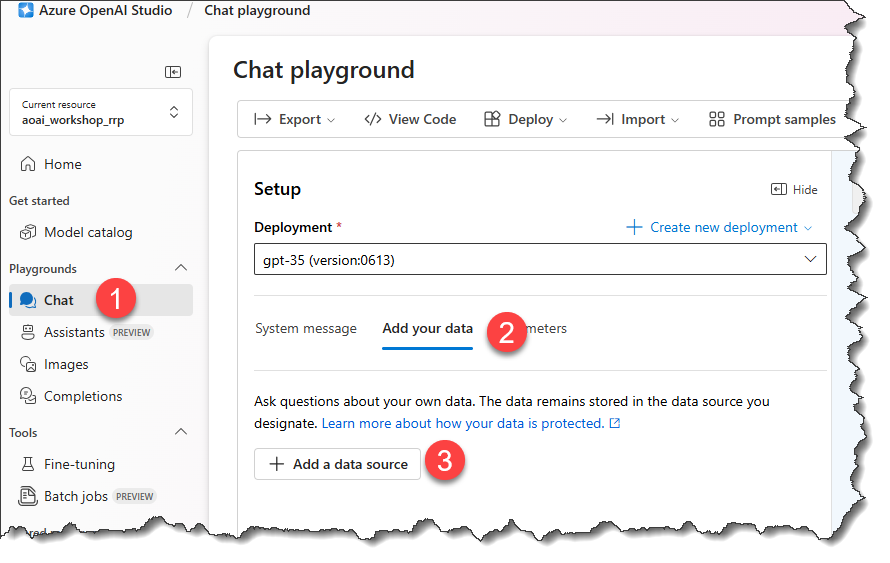 Azure OpenAI Studio / Chat playground
Current resource
aoai_workshop_rrp
Home
Get started
Model catalog
Playgrounds
Chat 1
Assistants PREVIEW
Images
Completions
Tools
Fine-tuning
Batch jobs PREVIEW
Chat playground
Export
</> View Code
Deploy
Import
Prompt samples
Setup
Hide
Deployment *
+ Create new deployment
gpt-35 (version:0613)
System message
Add your data 2
meters
Ask questions about your own data. The data remains stored in the data source you
designate. Learn more about how your data is protected.
+ Add a data source 3